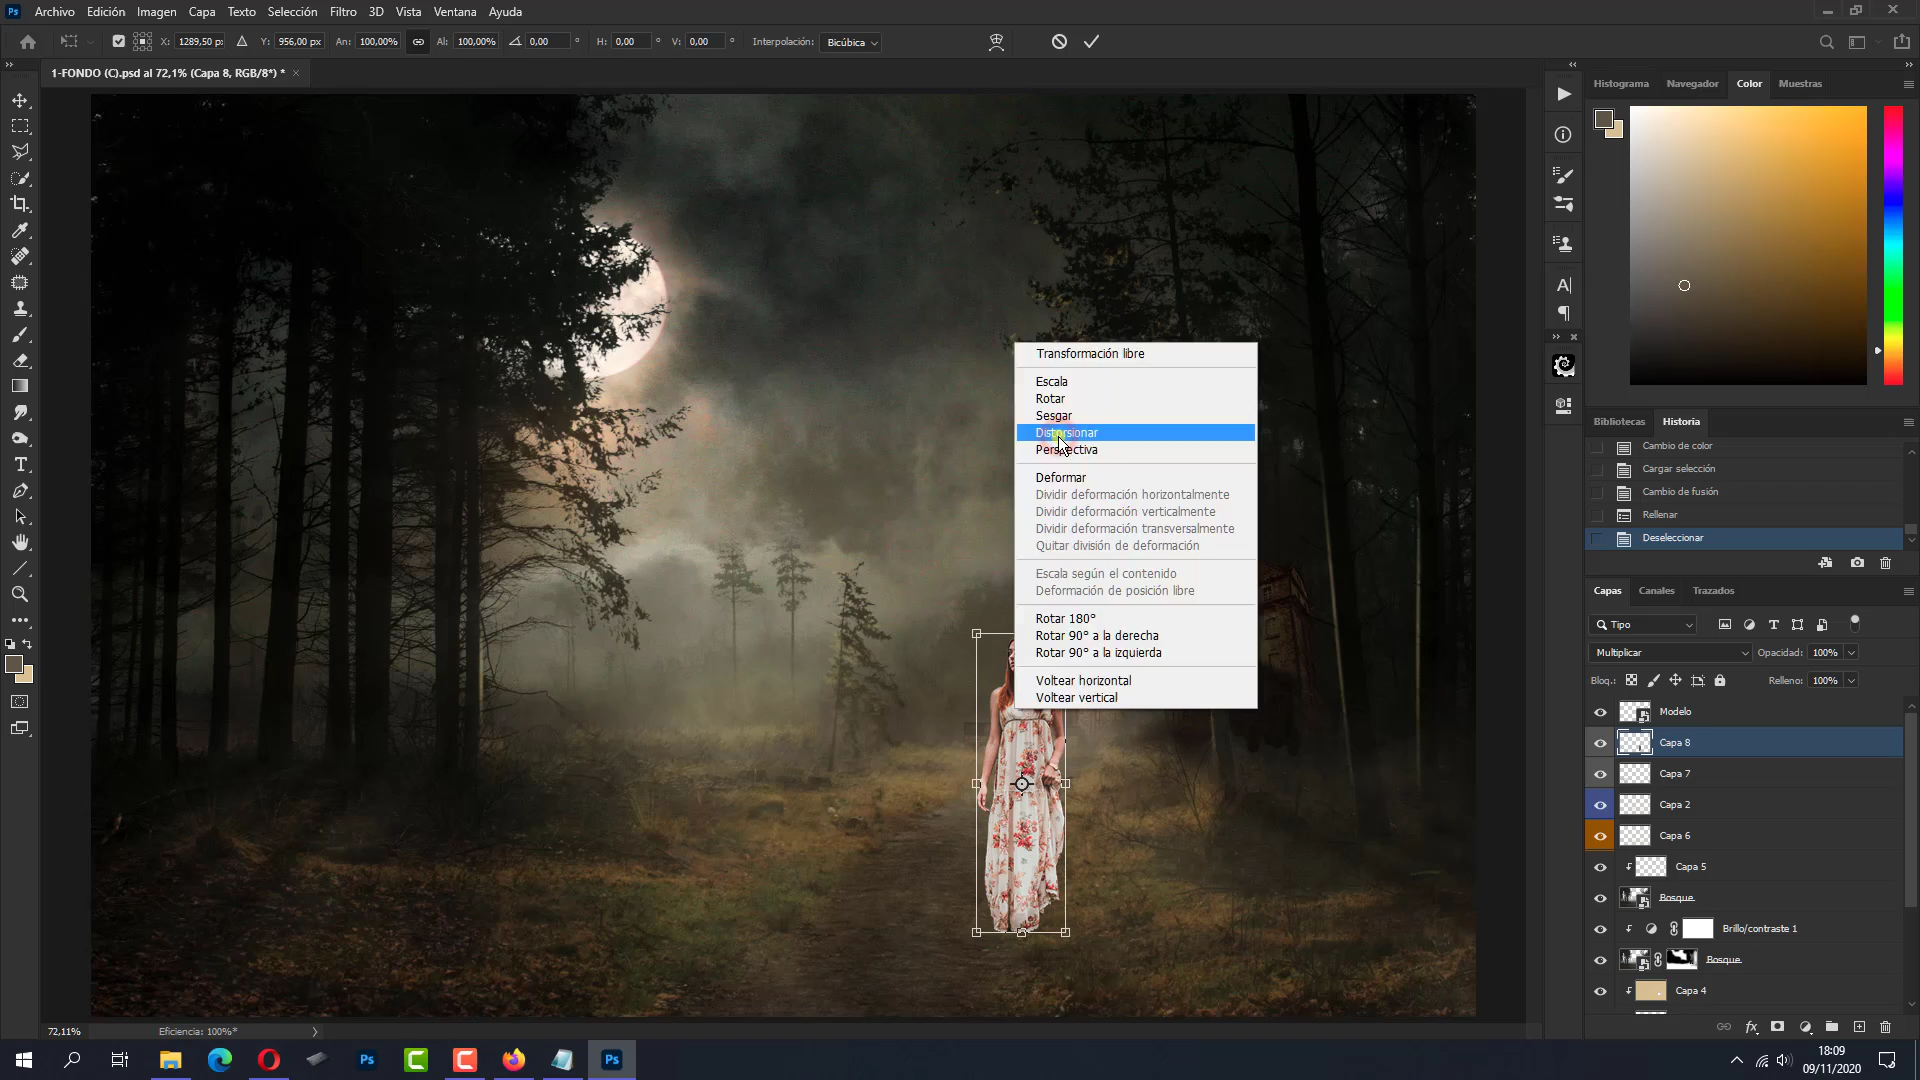 Ps Archivo Edición Imagen Capa Texto Selección Filtro 3D Vista Ventana Ayuda
X: 1289,50 px Y: 956,00 px An: 100,00% Al: 100,00% 0,00 ° H: 0,00 ° V: 0,00 ° Interpolación: Bicúbica
1-FONDO (C).psd al 72,1% (Capa 8, RGB/8*) * ×
Histograma Navegador Color Muestras
Transformación libre
Escala
Rotar
Sesgar
Distorsionar
Perspectiva
Deformar
Dividir deformación horizontalmente
Dividir deformación verticalmente
Dividir deformación transversalmente
Quitar división de deformación
Escala según el contenido
Deformación de posición libre
Rotar 180°
Rotar 90° a la derecha
Rotar 90° a la izquierda
Voltear horizontal
Voltear vertical
Bibliotecas Historia
Cambio de color
Cargar selección
Cambio de fusión
Rellenar
Deseleccionar
Capas Canales Trazados
Tipo
Multiplicar Opacidad: 100%
Bloq.: Relleno: 100%
Modelo
Capa 8
Capa 7
Capa 2
Capa 6
Capa 5
Bosque
Brillo/contraste 1
Bosque
Capa 4
fx
72,11% Eficiencia: 100%*
Ps C C Ps
18:09
09/11/2020